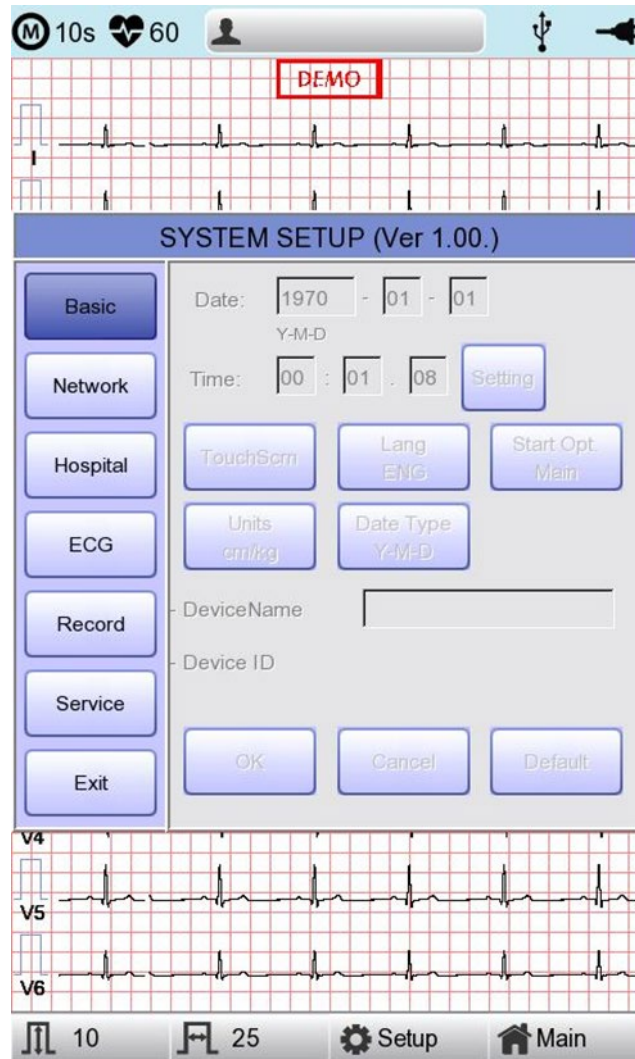 M 10s 60
DEMO
I
SYSTEM SETUP (Ver 1.00.)
Basic
Network
Hospital
ECG
Record
Service
Exit
Date: 1970 - 01 - 01
Y-M-D
Time: 00 : 01 . 08 Setting
TouchScrn
Lang
ENG
Start Opt.
Main
Units
cm/kg
Date Type
Y-M-D
- DeviceName
- Device ID
OK Cancel Default
V4
V5
V6
10 25 Setup Main